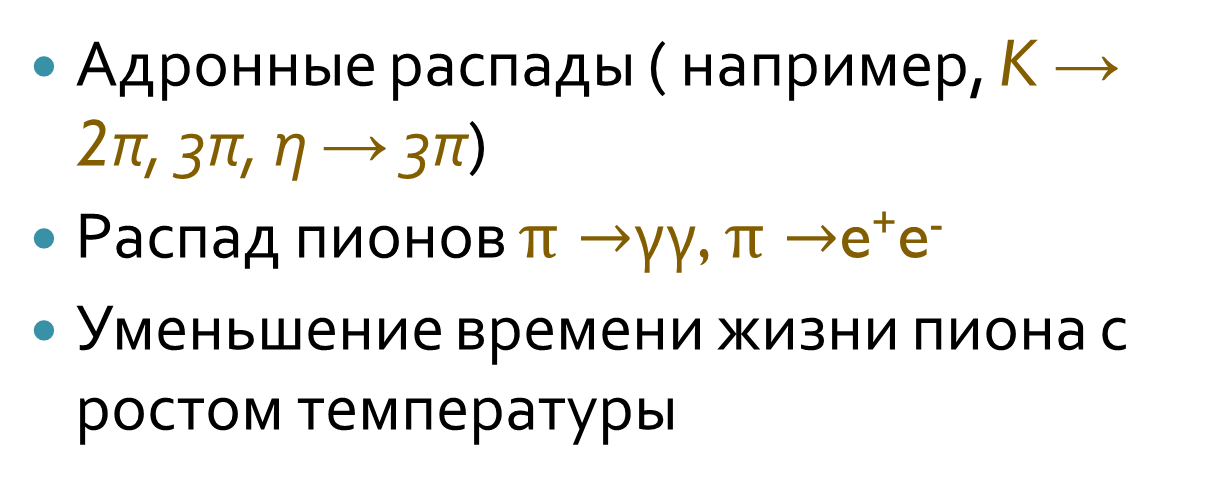 • Адронные распады ( например, K →
2π, 3π, η → 3π)
• Распад пионов π →γγ, π →e⁺e⁻
• Уменьшение времени жизни пиона с
ростом температуры